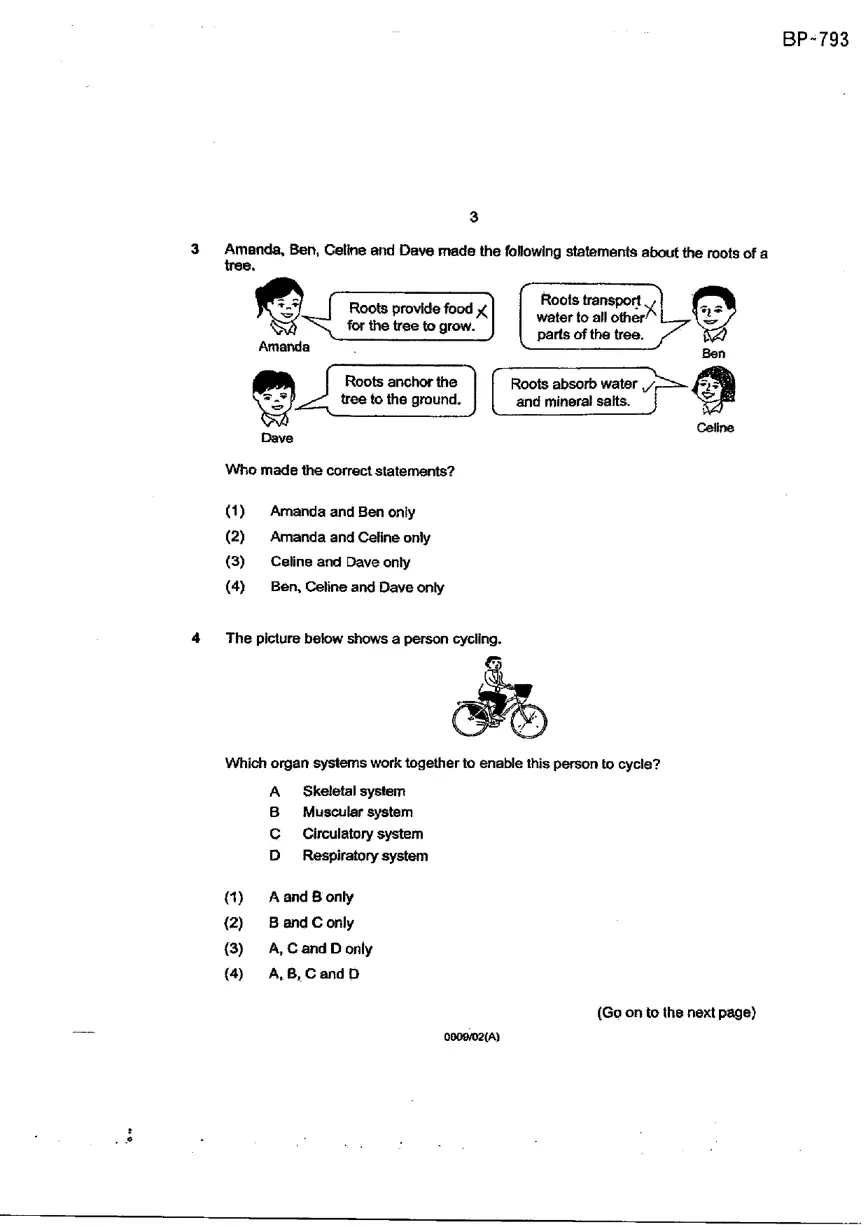 BP-793
3
3 Amanda, Ben, Celine and Dave made the following statements about the roots of a
tree.
Roots provide food ✗
for the tree to grow.
Amanda
Roots transport ✗
water to all other
parts of the tree.
Ben
Roots anchor the
tree to the ground.
Dave
Roots absorb water ✓
and mineral salts.
Celine
Who made the correct statements?
(1) Amanda and Ben only
(2) Amanda and Celine only
(3) Celine and Dave only
(4) Ben, Celine and Dave only
4 The picture below shows a person cycling.
Which organ systems work together to enable this person to cycle?
A Skeletal system
B Muscular system
C Circulatory system
D Respiratory system
(1) A and B only
(2) B and C only
(3) A, C and D only
(4) A, B, C and D
(Go on to the next page)
0009/02(A)